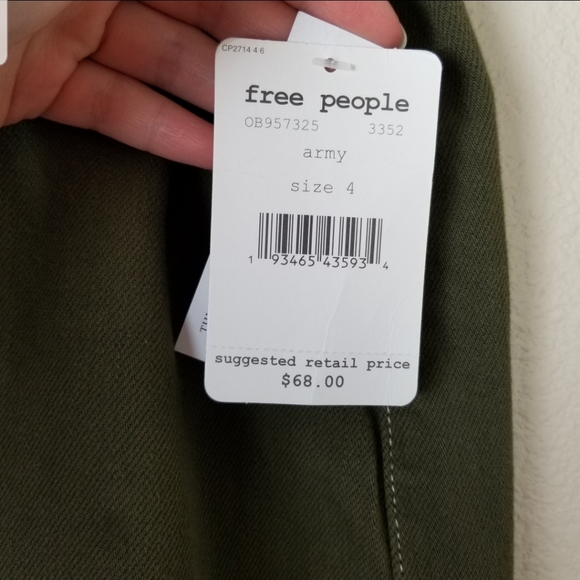 CP2714 4 6
free people
OB957325 3352
army
size 4
1 93465 43593 4
suggested retail price
$68.00